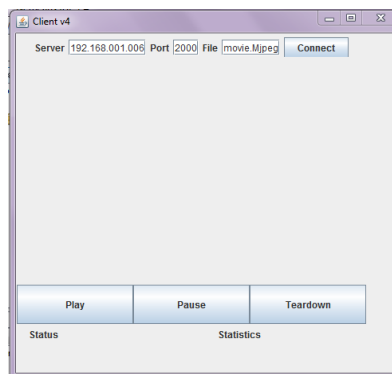 Client v4
Server 192.168.001.006 Port 2000 File movie.Mjpeg Connect
Play Pause Teardown
Status Statistics